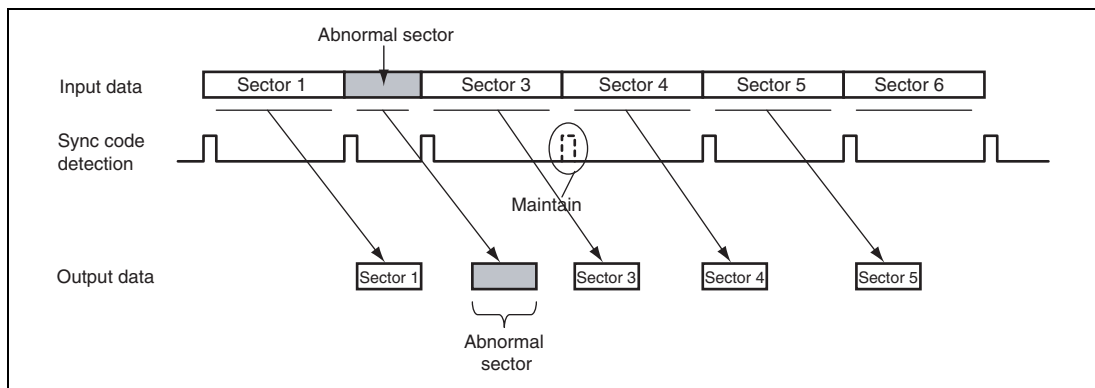 Abnormal sector
Input data
Sector 1
Sector 3
Sector 4
Sector 5
Sector 6
Sync code
detection
Maintain
Output data
Sector 1
Sector 3
Sector 4
Sector 5
Abnormal
sector